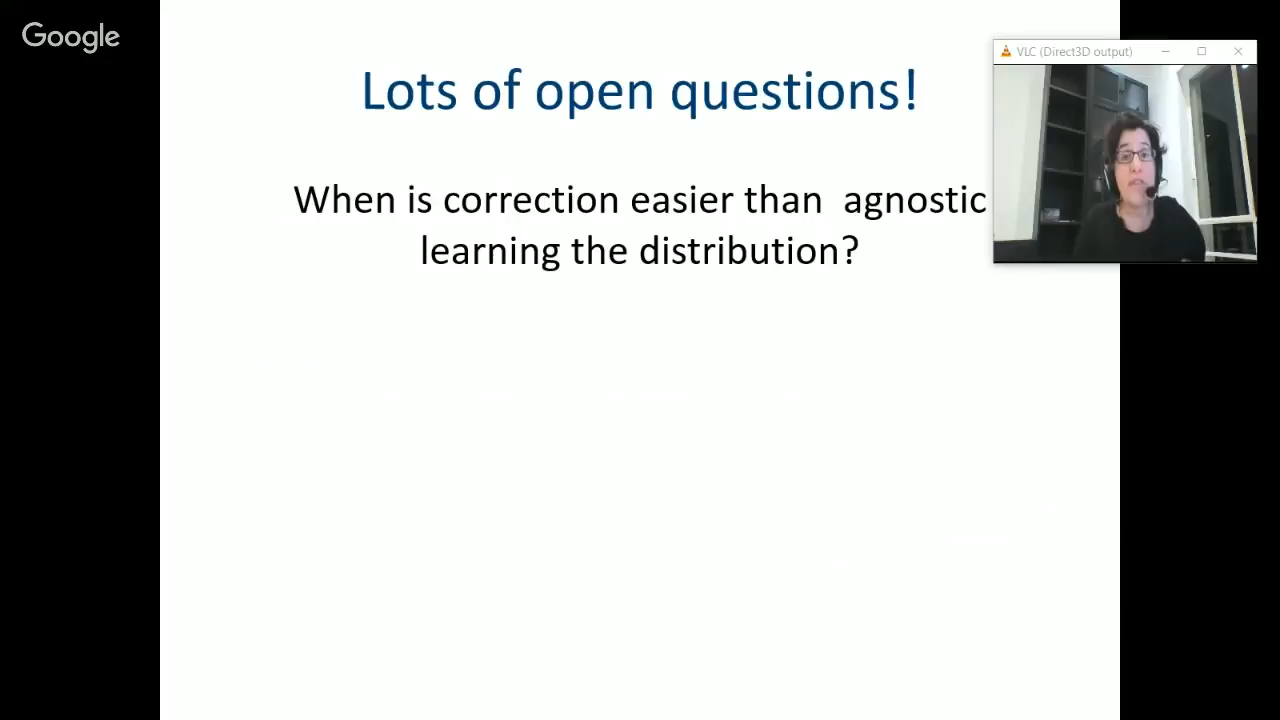 Google
Lots of open questions!
VLC (Direct3D output)
When is correction easier than agnostic
learning the distribution?